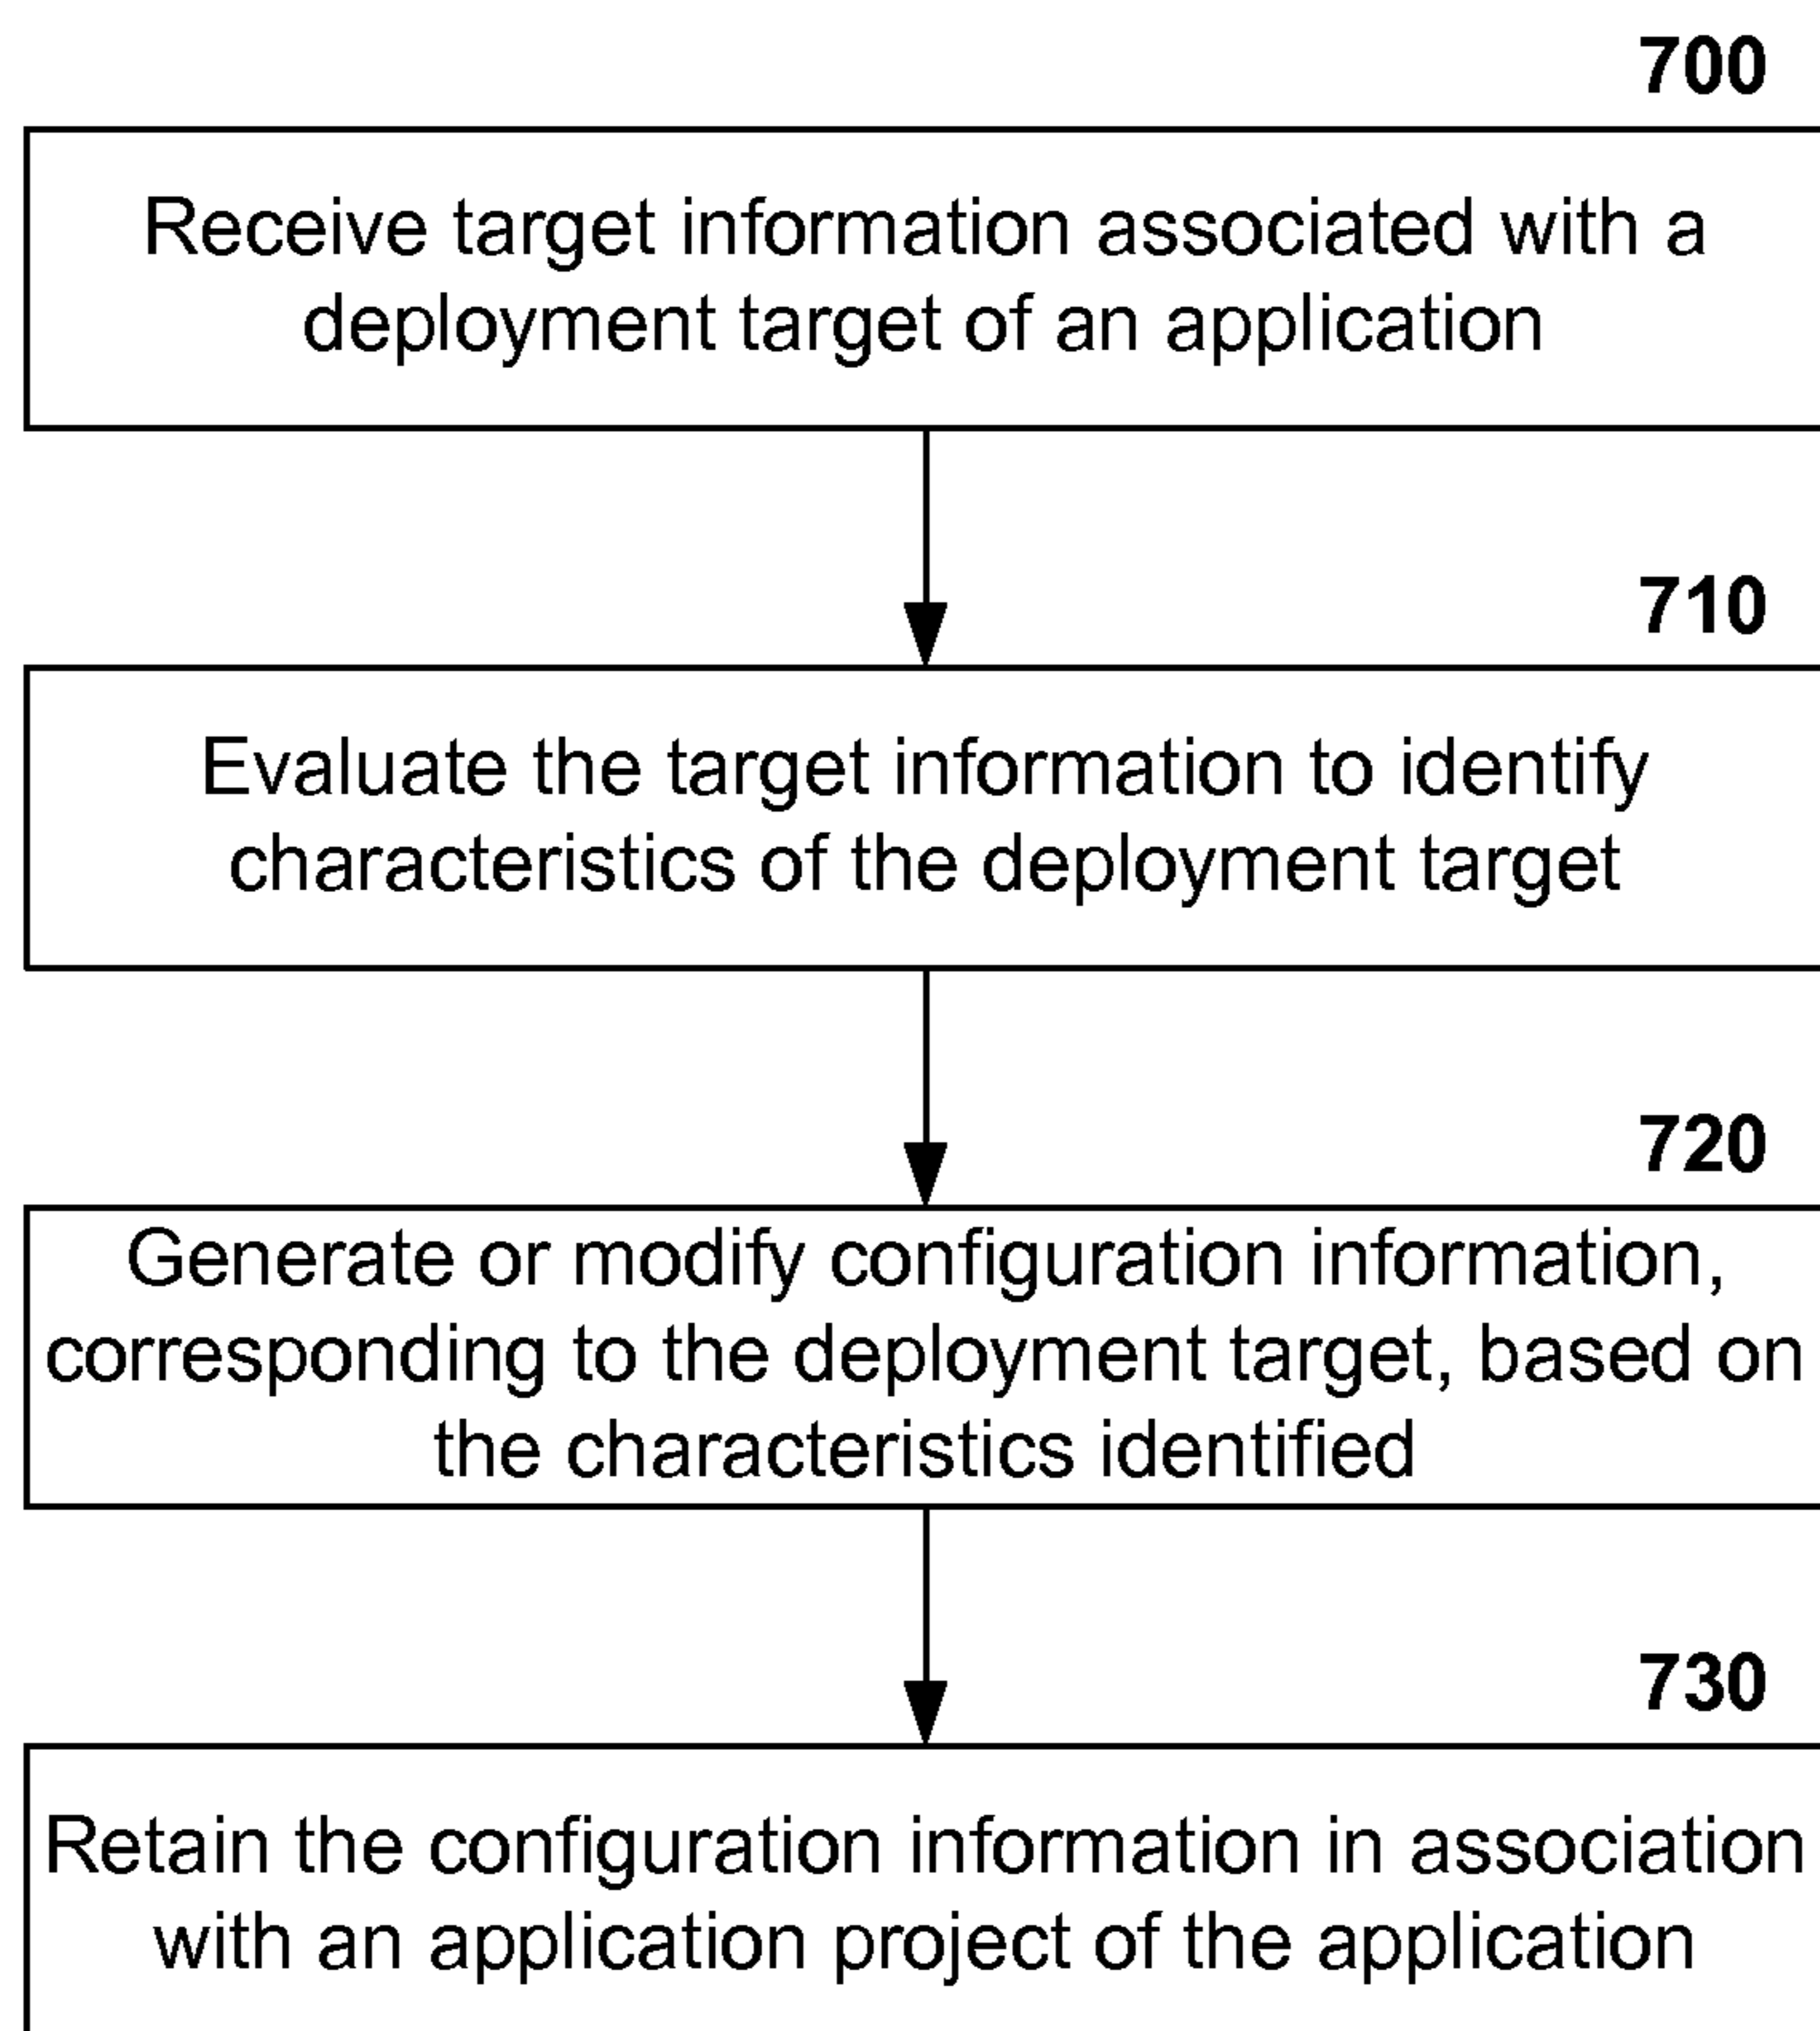 700
Receive target information associated with a
deployment target of an application
710
Evaluate the target information to identify
characteristics of the deployment target
720
Generate or modify configuration information,
corresponding to the deployment target, based on
the characteristics identified
730
Retain the configuration information in association
with an application project of the application